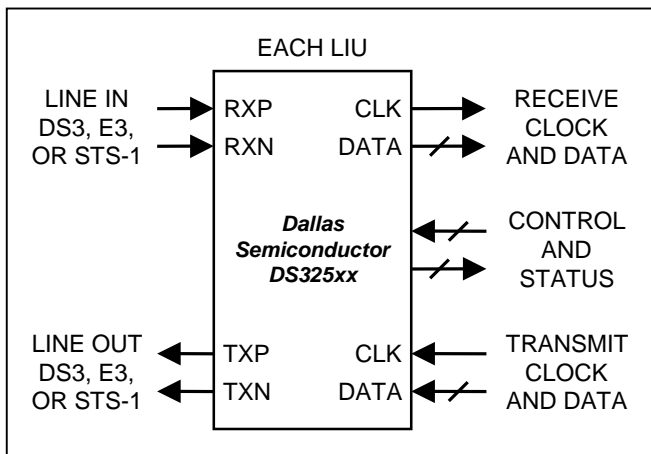 EACH LIU
LINE IN
DS3, E3,
OR STS-1
RXP
RXN
CLK
DATA
RECEIVE
CLOCK
AND DATA
Dallas
Semiconductor
DS325xx
CONTROL
AND
STATUS
LINE OUT
DS3, E3,
OR STS-1
TXP
TXN
CLK
DATA
TRANSMIT
CLOCK
AND DATA